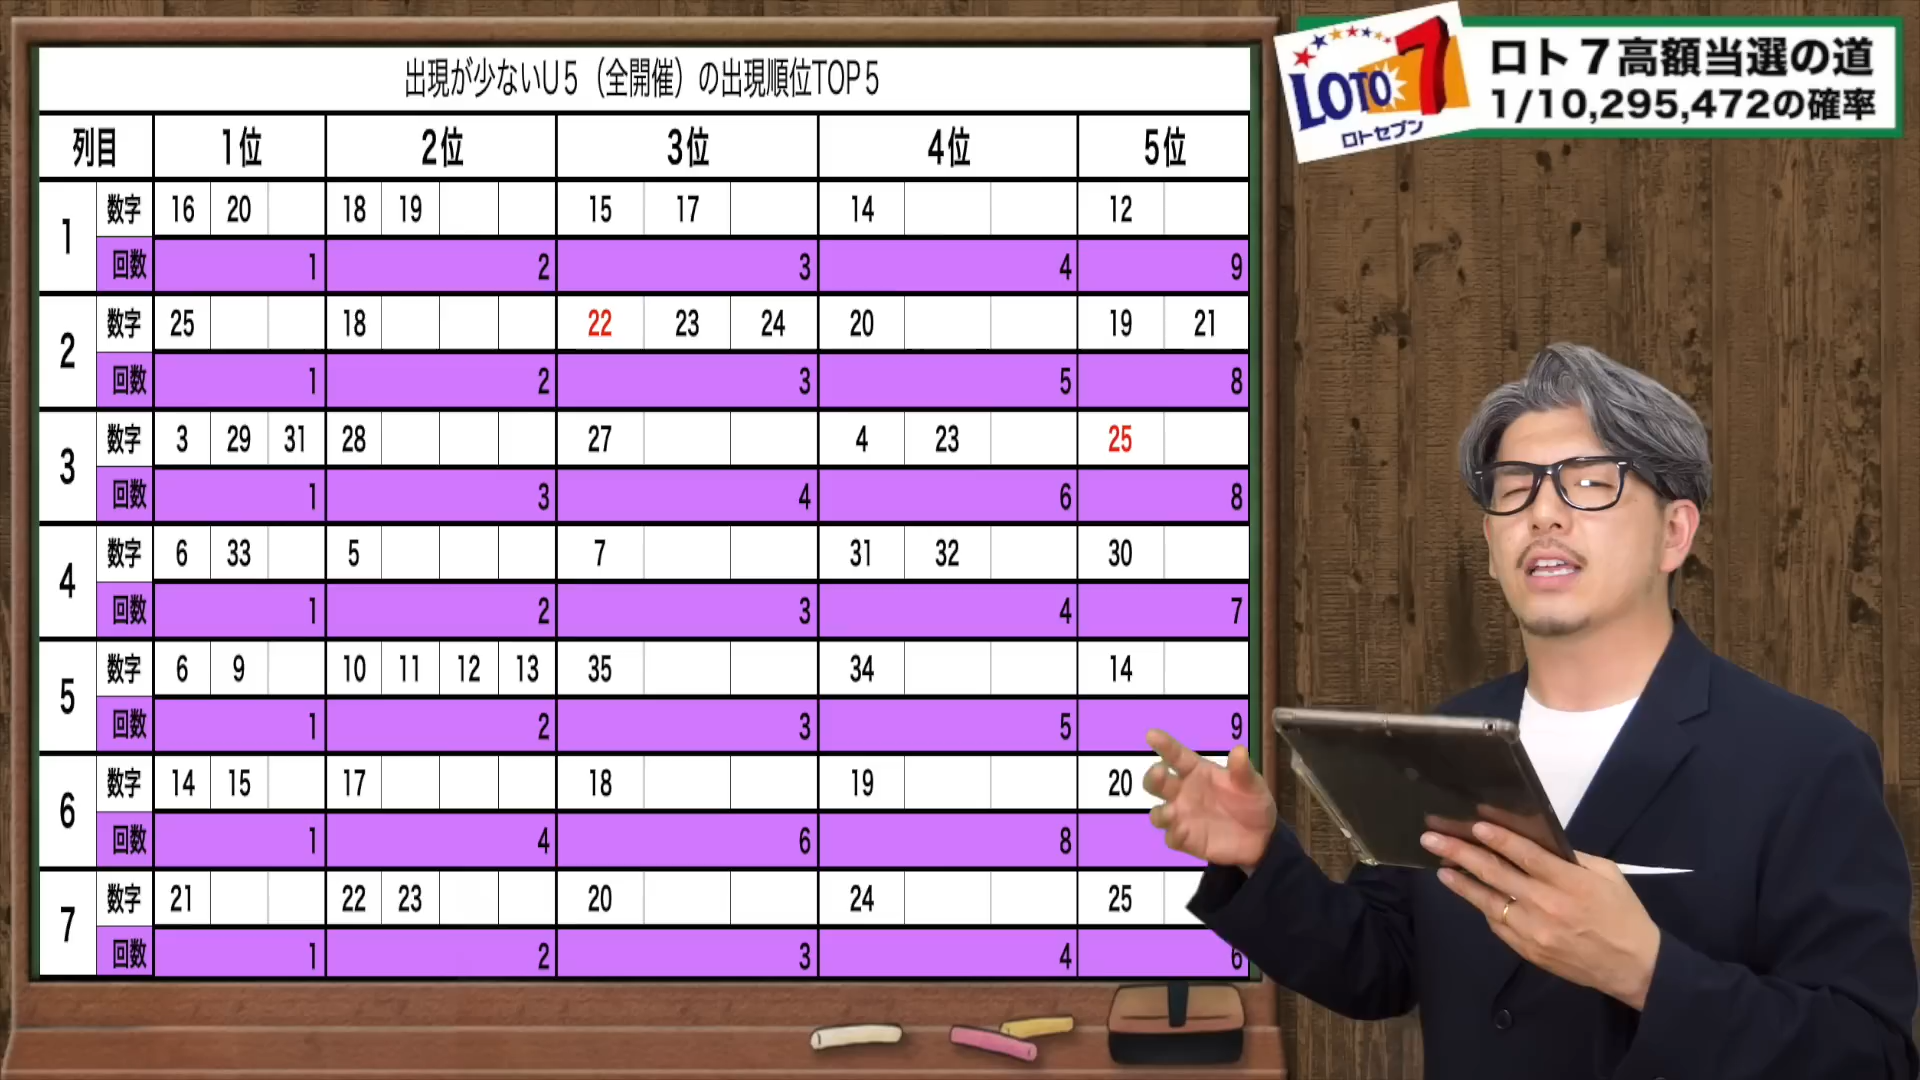 出現が少ないU5（全開催）の出現順位TOP5
列目 1位 2位 3位 4位 5位
1 数字 16 20 18 19 15 17 14 12
回数 1 2 3 4 9
2 数字 25 18 22 23 24 20 19 21
回数 1 2 3 5 8
3 数字 3 29 31 28 27 4 23 25
回数 1 3 4 6 8
4 数字 6 33 5 7 31 32 30
回数 1 2 3 4 7
5 数字 6 9 10 11 12 13 35 34 14
回数 1 2 3 5 9
6 数字 14 15 17 18 19 20
回数 1 4 6 8
7 数字 21 22 23 20 24 25
回数 1 2 3 4 6
LOTO 7
ロトセブン
ロト７高額当選の道
1/10,295,472の確率